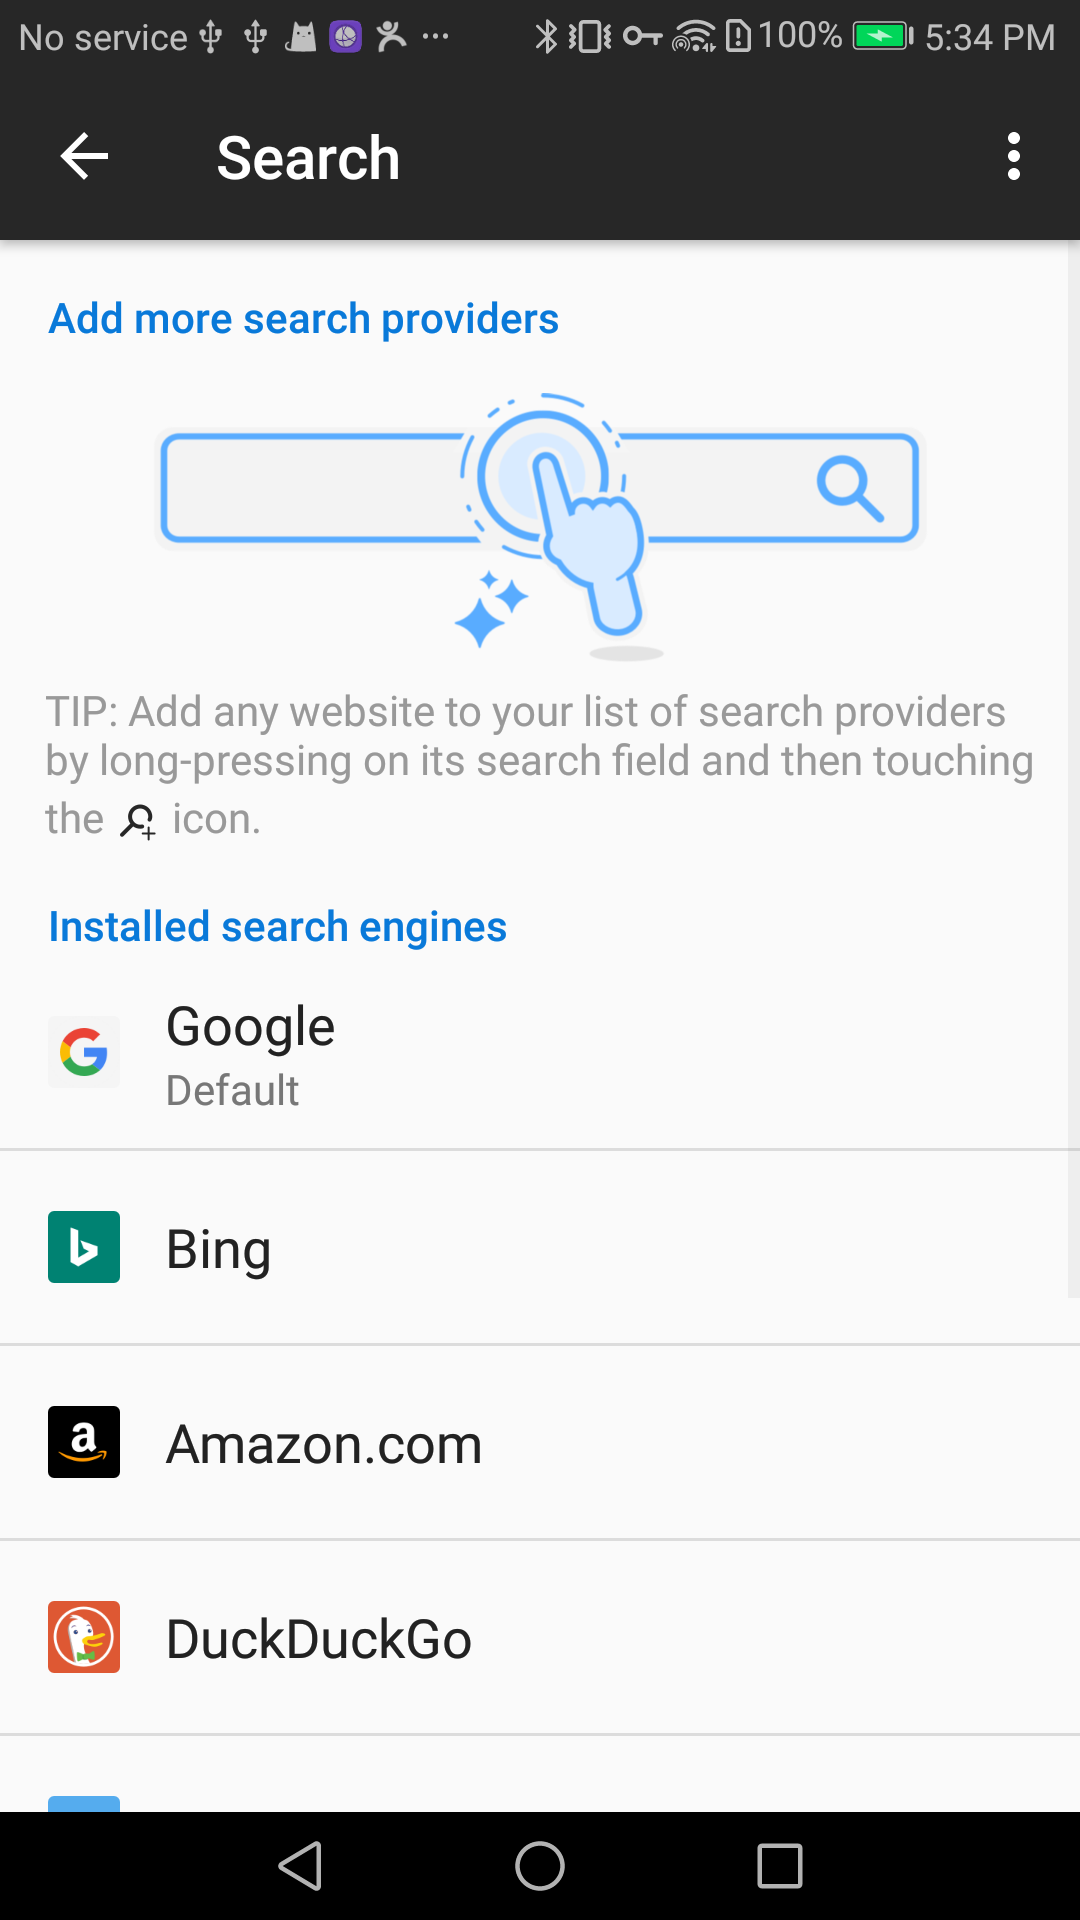 No service 100% 5:34 PM
Search
Add more search providers
TIP: Add any website to your list of search providers
by long-pressing on its search field and then touching
the icon.
Installed search engines
Google
Default
Bing
Amazon.com
DuckDuckGo